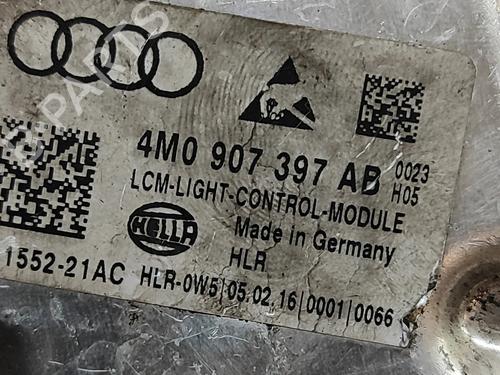 4M0 907 397 AB 0023
H05
LCM-LIGHT-CONTROL-MODULE
HELLA
Made in Germany
HLR
1552-21AC HLR-0W5|05.02.16|0001|0066